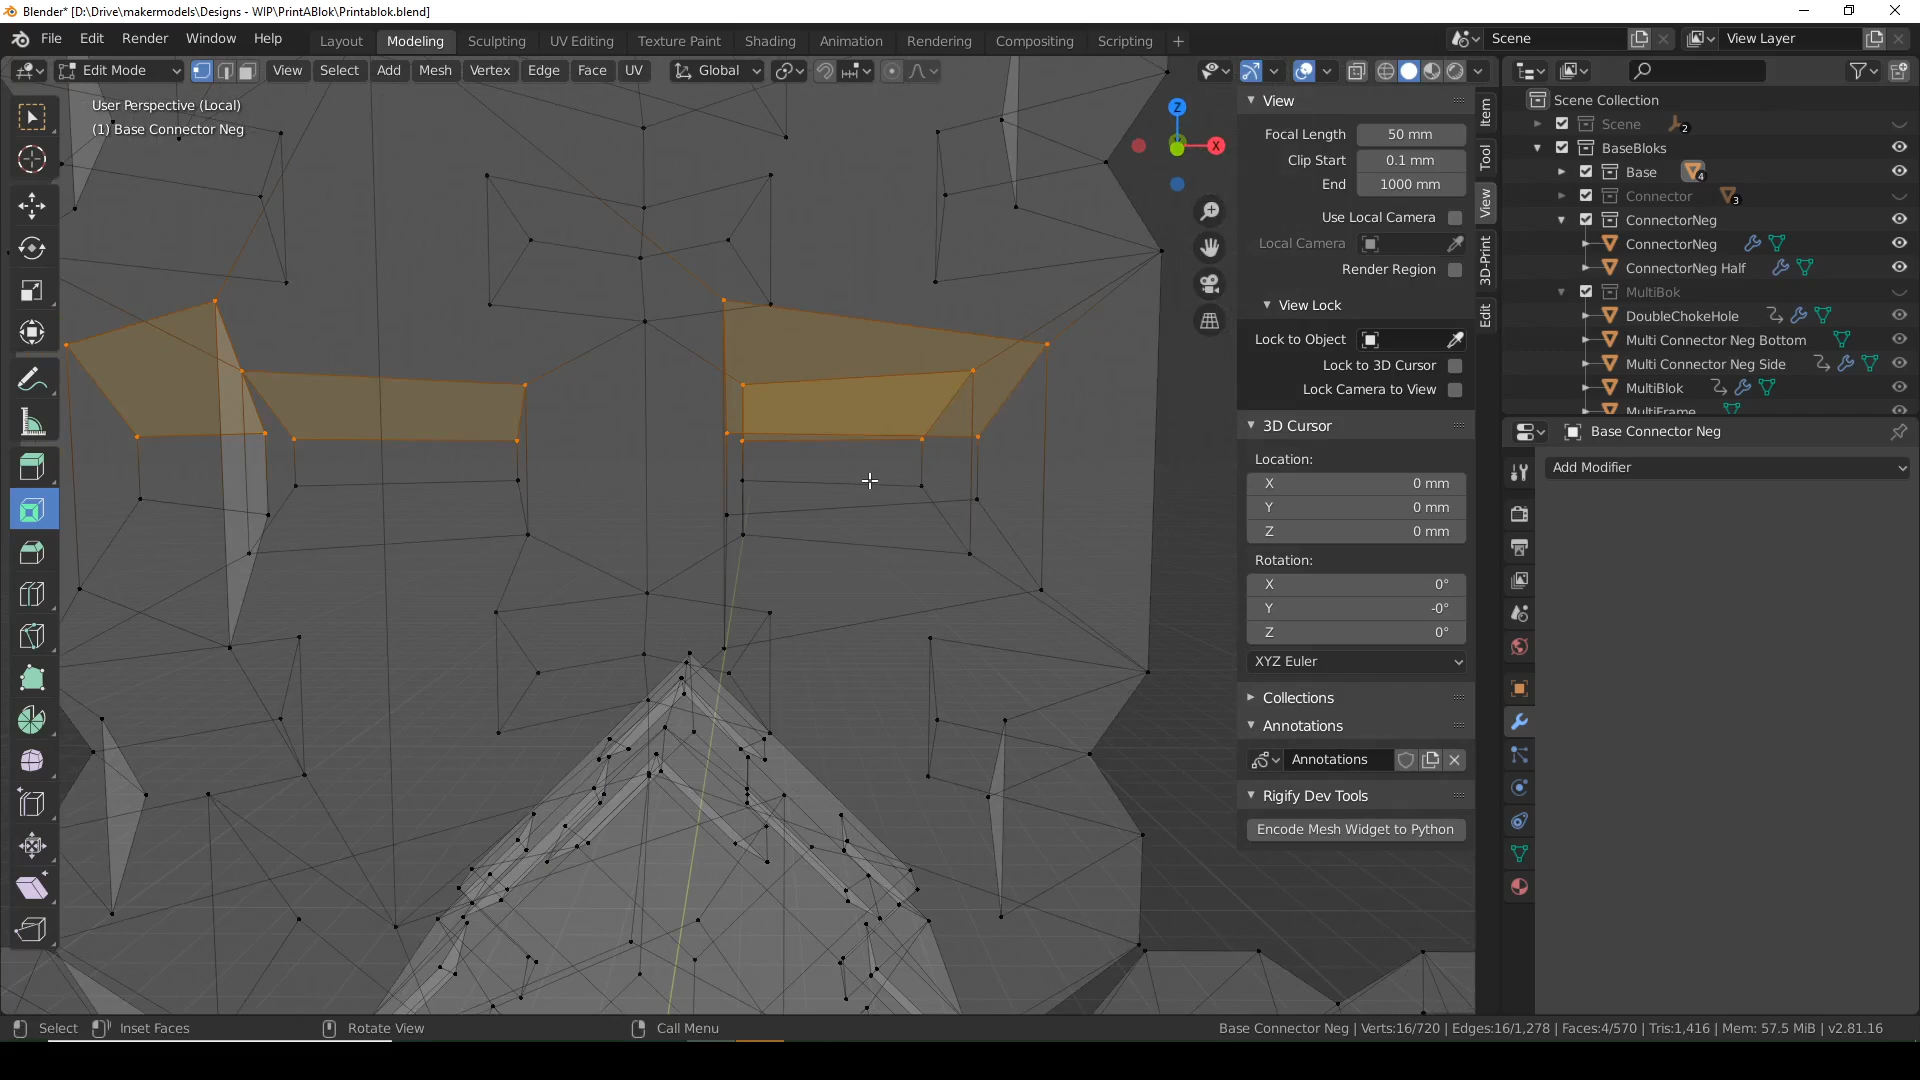 Blender* [D:\Drive\makermodels\Designs - WIP\PrintABlok\Printablok.blend]
File Edit Render Window Help Layout Modeling Sculpting UV Editing Texture Paint Shading Animation Rendering Compositing Scripting + Scene View Layer
Edit Mode View Select Add Mesh Vertex Edge Face UV Global
User Perspective (Local)
(1) Base Connector Neg
Z
X
View
Focal Length 50 mm
Clip Start 0.1 mm
End 1000 mm
Use Local Camera
Local Camera
Render Region
View Lock
Lock to Object
Lock to 3D Cursor
Lock Camera to View
3D Cursor
Location:
X 0 mm
Y 0 mm
Z 0 mm
Rotation:
X 0°
Y -0°
Z 0°
XYZ Euler
Collections
Annotations
Annotations
Rigify Dev Tools
Encode Mesh Widget to Python
Item
Tool
View
3D-Print
Edit
Scene Collection
Scene 2
BaseBloks
Base 4
Connector 3
ConnectorNeg
ConnectorNeg
ConnectorNeg Half
MultiBok
DoubleChokeHole
Multi Connector Neg Bottom
Multi Connector Neg Side
MultiBlok
MultiFrame
Base Connector Neg
Add Modifier
Select Inset Faces Rotate View Call Menu Base Connector Neg | Verts:16/720 | Edges:16/1,278 | Faces:4/570 | Tris:1,416 | Mem: 57.5 MiB | v2.81.16